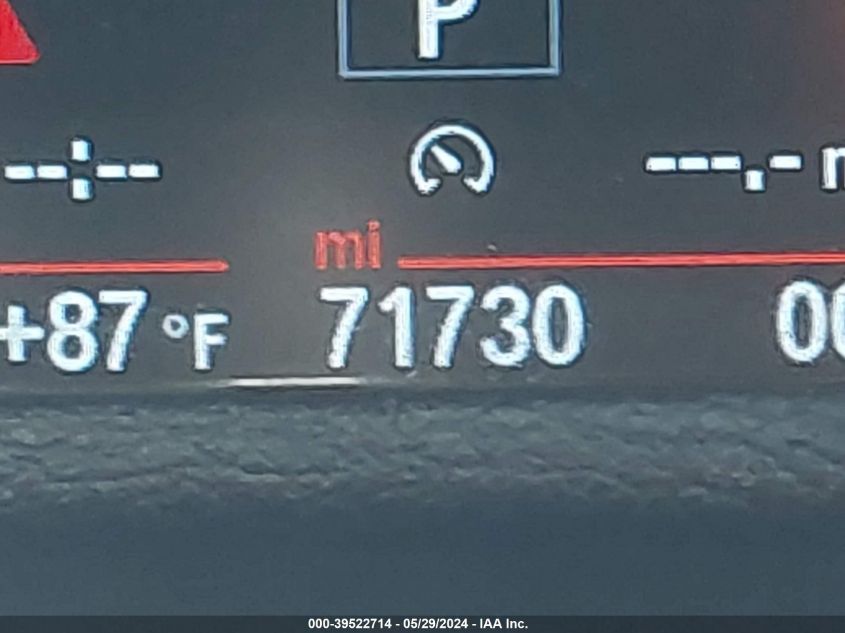 P
mi
+87 °F 71730
000-39522714 - 05/29/2024 - IAA Inc.